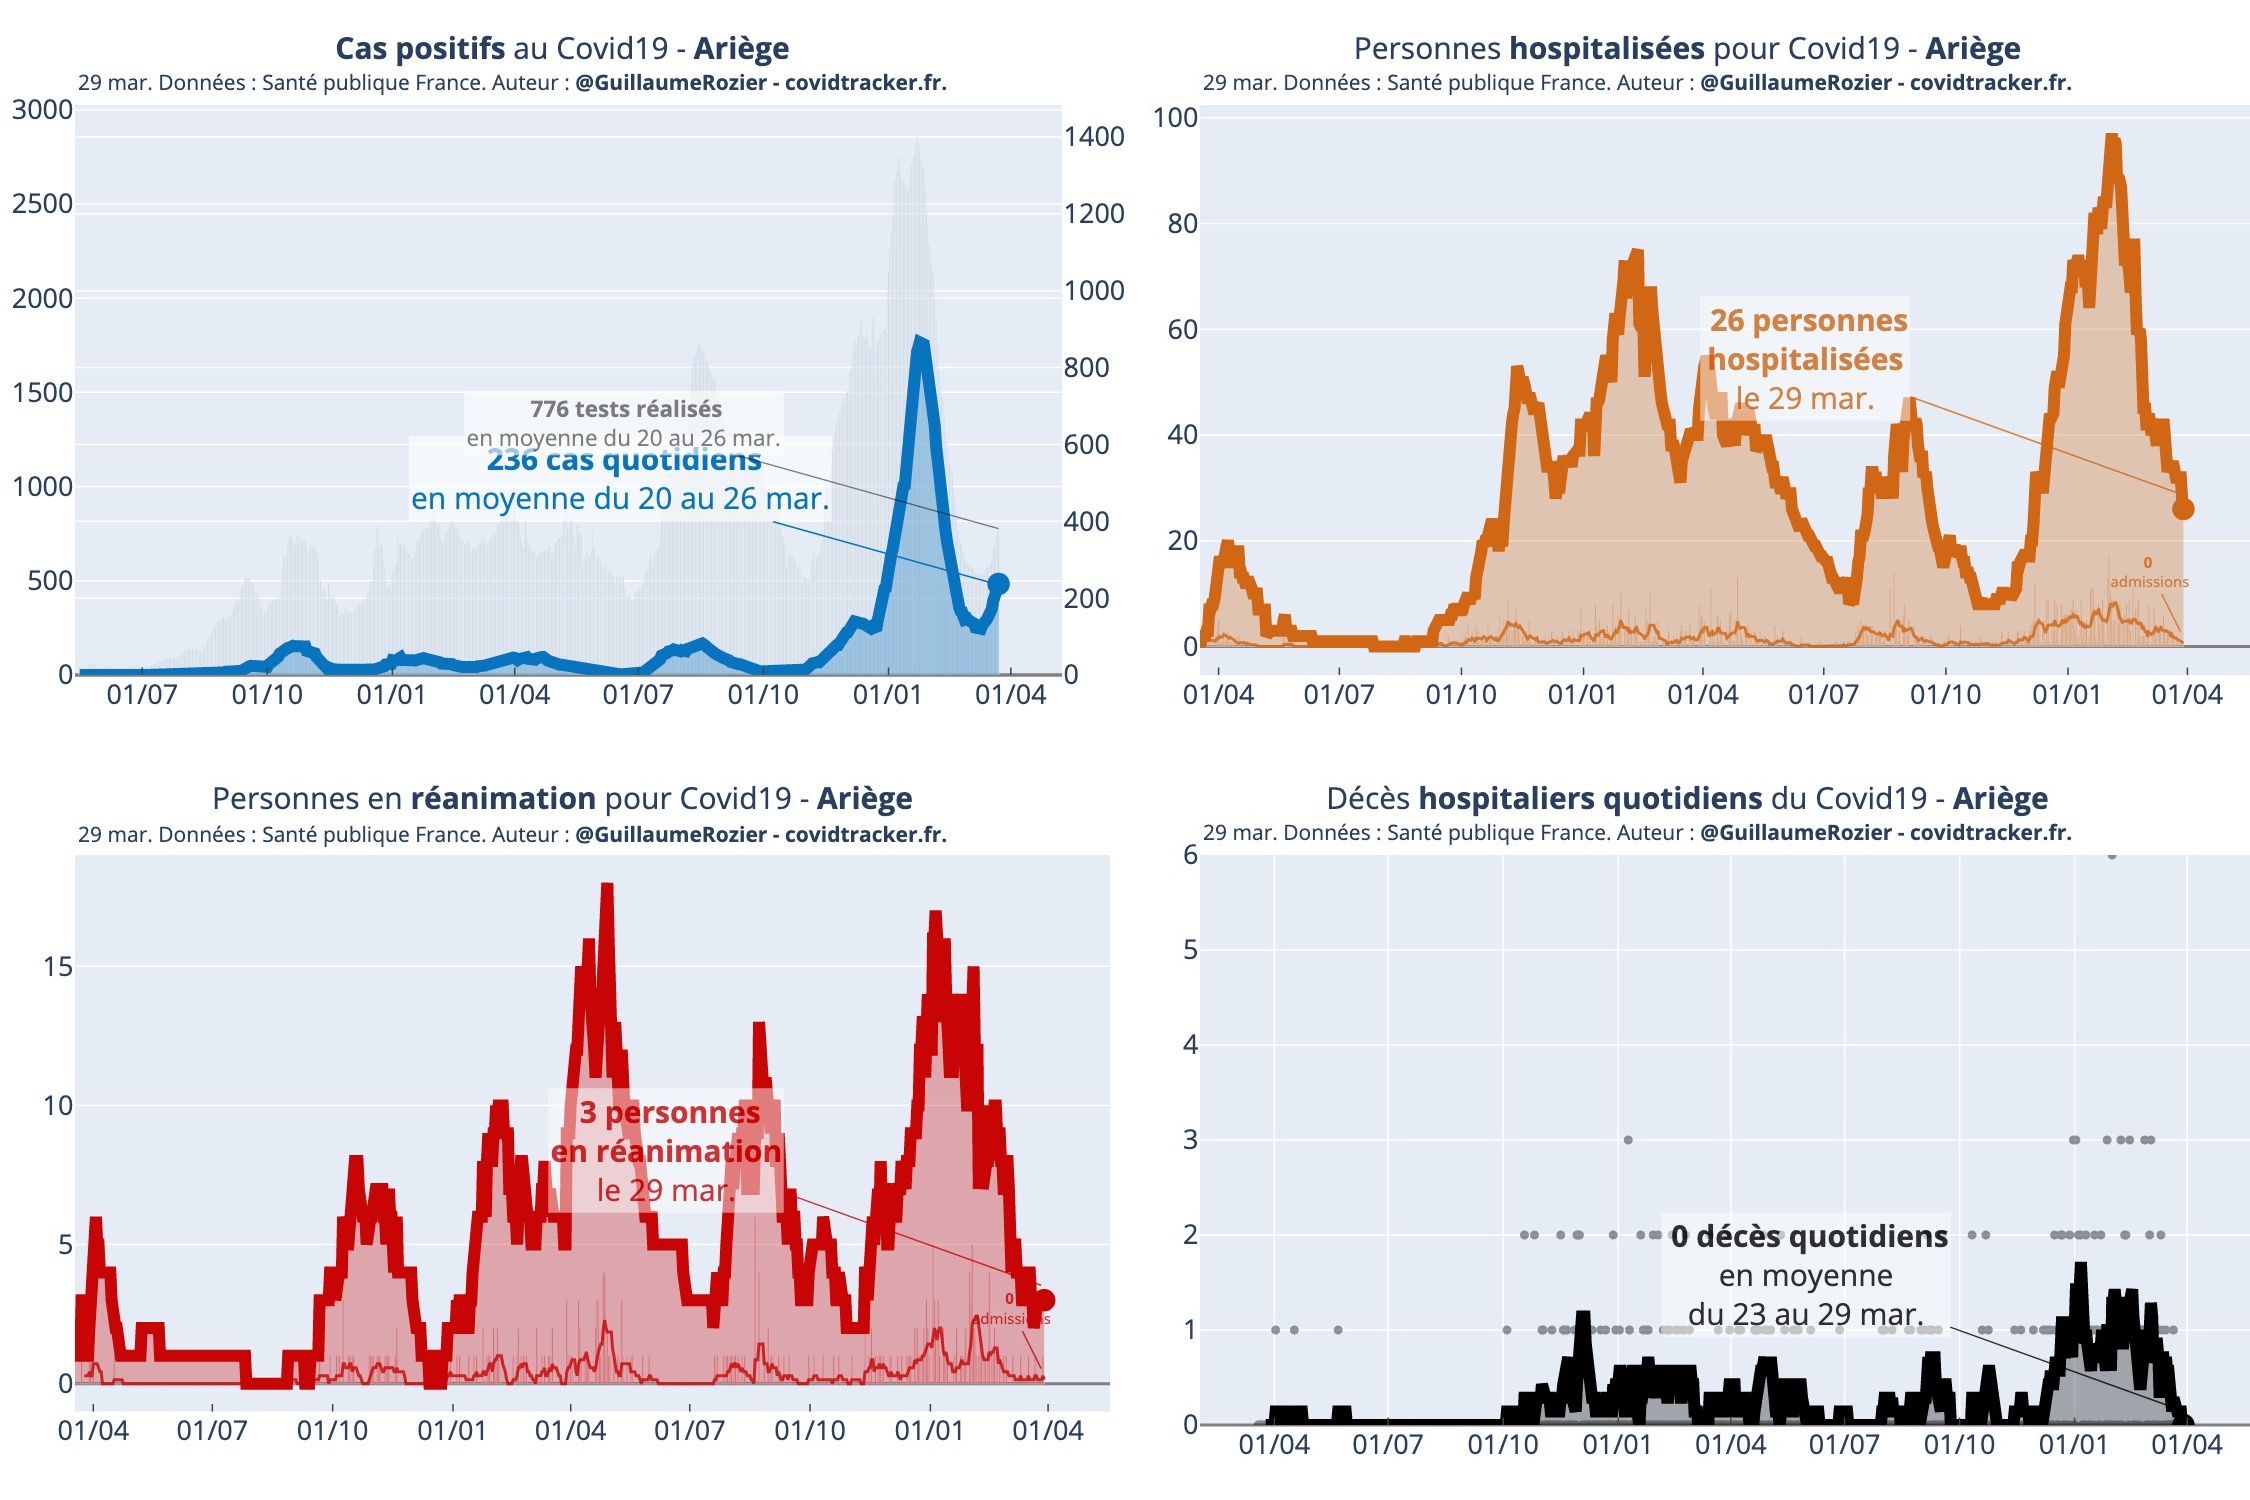 Cas positifs au Covid19 - Ariège
29 mar. Données : Santé publique France. Auteur : @GuillaumeRozier - covidtracker.fr.
3000
2500
2000
1500
1000
500
0
1400
1200
1000
800
600
400
200
0
776 tests réalisés
en moyenne du 20 au 26 mar.
236 cas quotidiens
en moyenne du 20 au 26 mar.
01/07 01/10 01/01 01/04 01/07 01/10 01/01 01/04
Personnes hospitalisées pour Covid19 - Ariège
29 mar. Données : Santé publique France. Auteur : @GuillaumeRozier - covidtracker.fr.
100
80
60
40
20
0
26 personnes
hospitalisées
le 29 mar.
0
admissions
01/04 01/07 01/10 01/01 01/04 01/07 01/10 01/01 01/04
Personnes en réanimation pour Covid19 - Ariège
29 mar. Données : Santé publique France. Auteur : @GuillaumeRozier - covidtracker.fr.
15
10
5
0
3 personnes
en réanimation
le 29 mar.
0
admissions
01/04 01/07 01/10 01/01 01/04 01/07 01/10 01/01 01/04
Décès hospitaliers quotidiens du Covid19 - Ariège
29 mar. Données : Santé publique France. Auteur : @GuillaumeRozier - covidtracker.fr.
6
5
4
3
2
1
0
0 décès quotidiens
en moyenne
du 23 au 29 mar.
01/04 01/07 01/10 01/01 01/04 01/07 01/10 01/01 01/04